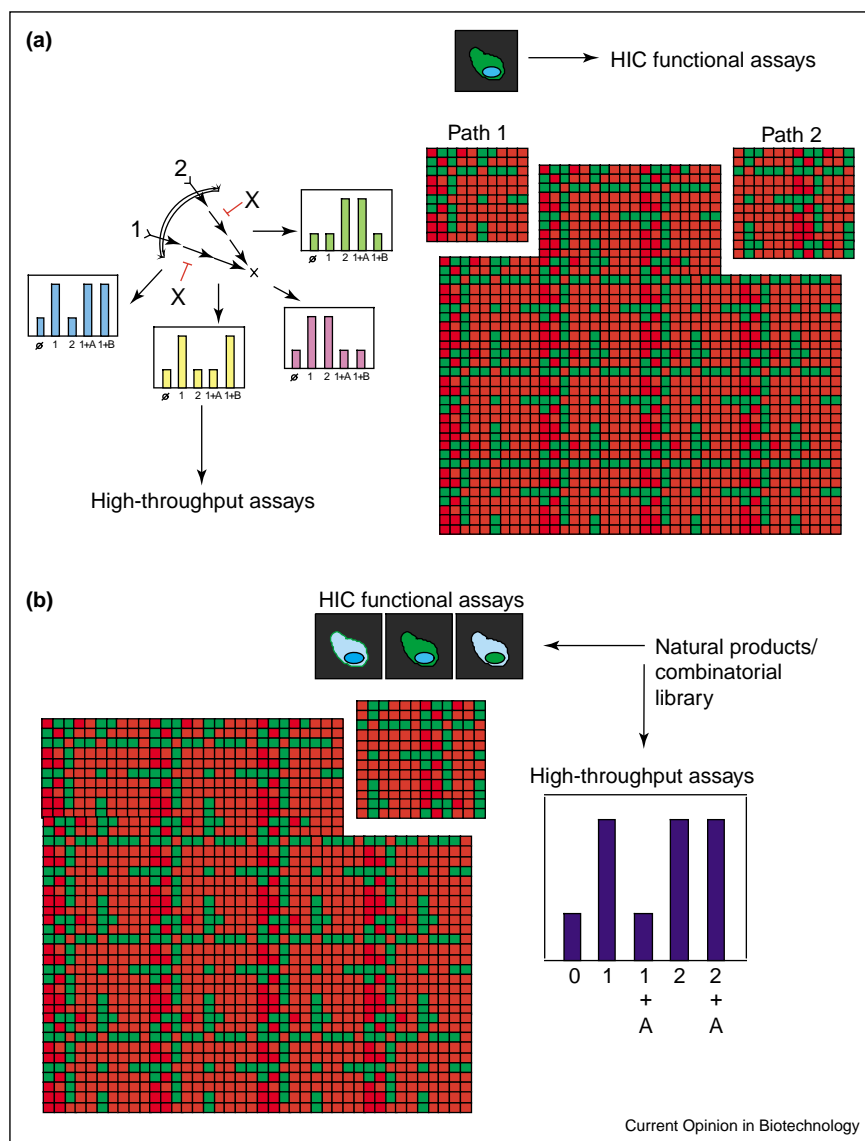 (a)
HIC functional assays
Path 1
Path 2
2
X
1
X
x
ø 1 2 1+A 1+B
ø 1 2 1+A 1+B
ø 1 2 1+A 1+B
ø 1 2 1+A 1+B
High-throughput assays
(b)
HIC functional assays
Natural products/
combinatorial
library
High-throughput assays
0 1 1 2 2
+ +
A A
Current Opinion in Biotechnology